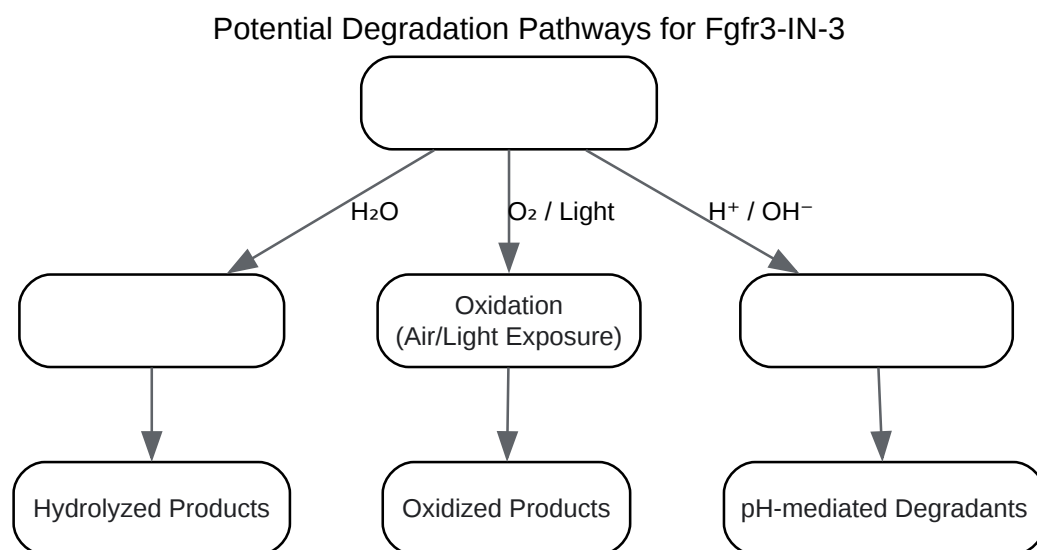 Potential Degradation Pathways for Fgfr3-IN-3
H₂O
O₂ / Light
H⁺ / OH⁻
Oxidation
(Air/Light Exposure)
Hydrolyzed Products
Oxidized Products
pH-mediated Degradants